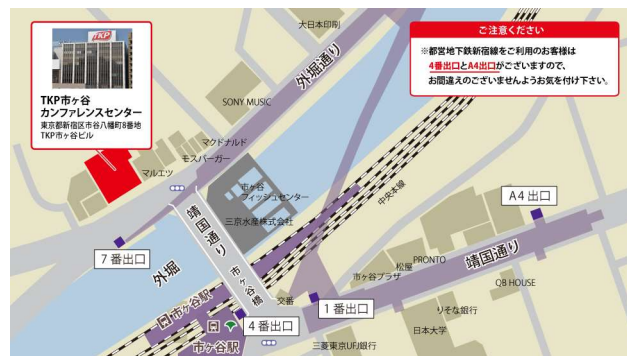 TKP
TKP市ヶ谷
カンファレンスセンター
東京都新宿区市谷八幡町8番地
TKP市ヶ谷ビル
ご注意ください
※都営地下鉄新宿線をご利用のお客様は
4番出口とA4出口がございますので、
お間違えのございませんようお気を付け下さい。
大日本印刷
外堀通り
SONY MUSIC
マクドナルド
モスバーガー
マルエツ
市ヶ谷
フィッシュセンター
三京水産株式会社
中央本線
A4出口
7番出口
外堀
靖国通り
市ヶ谷橋
靖国通り
PRONTO
松屋
市ヶ谷プラザ
QB HOUSE
市ヶ谷駅
交番
1番出口
4番出口
りそな銀行
日本大学
市ヶ谷駅
三菱東京UFJ銀行